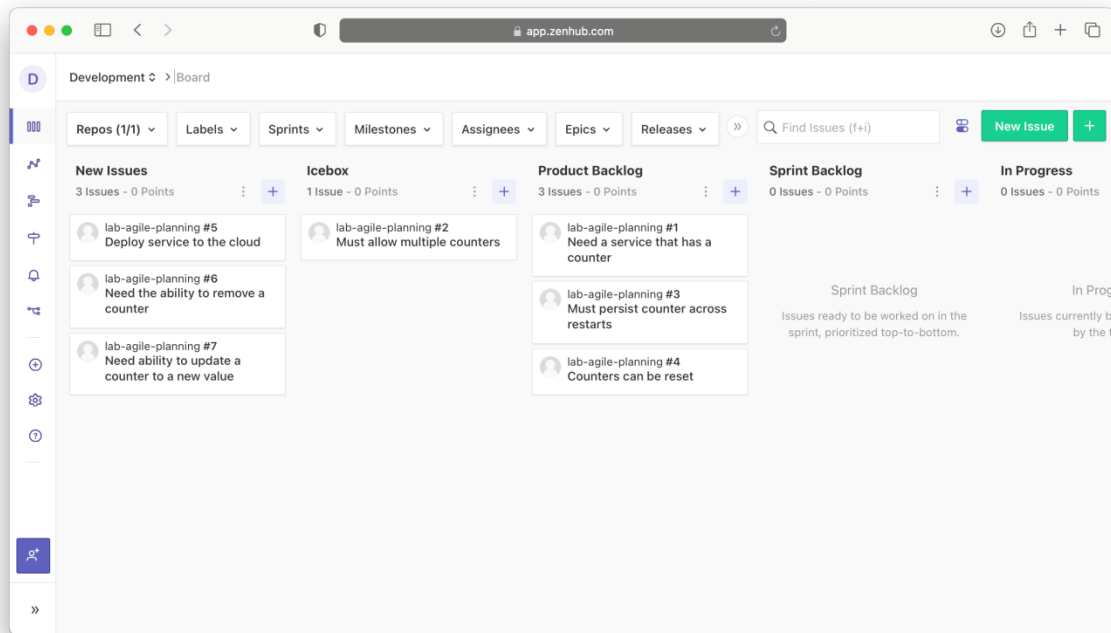 app.zenhub.com
D
Development > Board
Repos (1/1) Labels Sprints Milestones Assignees Epics Releases » Find Issues (f+i) New Issue +
New Issues
3 Issues - 0 Points
lab-agile-planning #5
Deploy service to the cloud
lab-agile-planning #6
Need the ability to remove a
counter
lab-agile-planning #7
Need ability to update a
counter to a new value
Icebox
1 Issue - 0 Points
lab-agile-planning #2
Must allow multiple counters
Product Backlog
3 Issues - 0 Points
lab-agile-planning #1
Need a service that has a
counter
lab-agile-planning #3
Must persist counter across
restarts
lab-agile-planning #4
Counters can be reset
Sprint Backlog
0 Issues - 0 Points
Sprint Backlog
Issues ready to be worked on in the
sprint, prioritized top-to-bottom.
In Progress
0 Issues - 0 Points
In Prog
Issues currently b
by the t